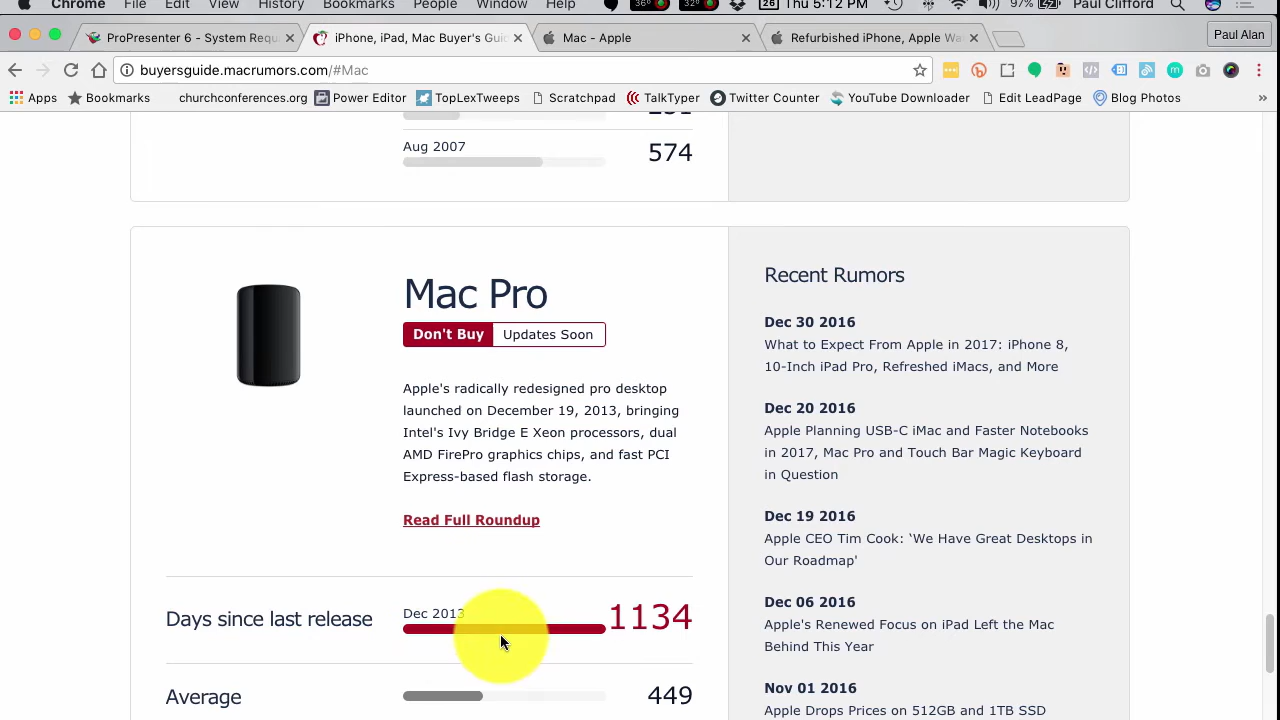 Chrome File Edit View History Bookmarks People Window Help 36° 32° 26 Thu 5:12 PM 97% Paul Clifford
ProPresenter 6 - System Requ
iPhone, iPad, Mac Buyer's Gui
Mac - Apple
Refurbished iPhone, Apple Wa
Paul Alan
buyersguide.macrumors.com/#Mac
Apps Bookmarks churchconferences.org Power Editor TopLexTweeps Scratchpad TalkTyper Twitter Counter YouTube Downloader Edit LeadPage Blog Photos »
Aug 2007
574
Mac Pro
Don't Buy Updates Soon
Apple's radically redesigned pro desktop
launched on December 19, 2013, bringing
Intel's Ivy Bridge E Xeon processors, dual
AMD FirePro graphics chips, and fast PCI
Express-based flash storage.
Read Full Roundup
Days since last release
Dec 2013
1134
Average
449
Recent Rumors
Dec 30 2016
What to Expect From Apple in 2017: iPhone 8,
10-Inch iPad Pro, Refreshed iMacs, and More
Dec 20 2016
Apple Planning USB-C iMac and Faster Notebooks
in 2017, Mac Pro and Touch Bar Magic Keyboard
in Question
Dec 19 2016
Apple CEO Tim Cook: 'We Have Great Desktops in
Our Roadmap'
Dec 06 2016
Apple's Renewed Focus on iPad Left the Mac
Behind This Year
Nov 01 2016
Apple Drops Prices on 512GB and 1TB SSD